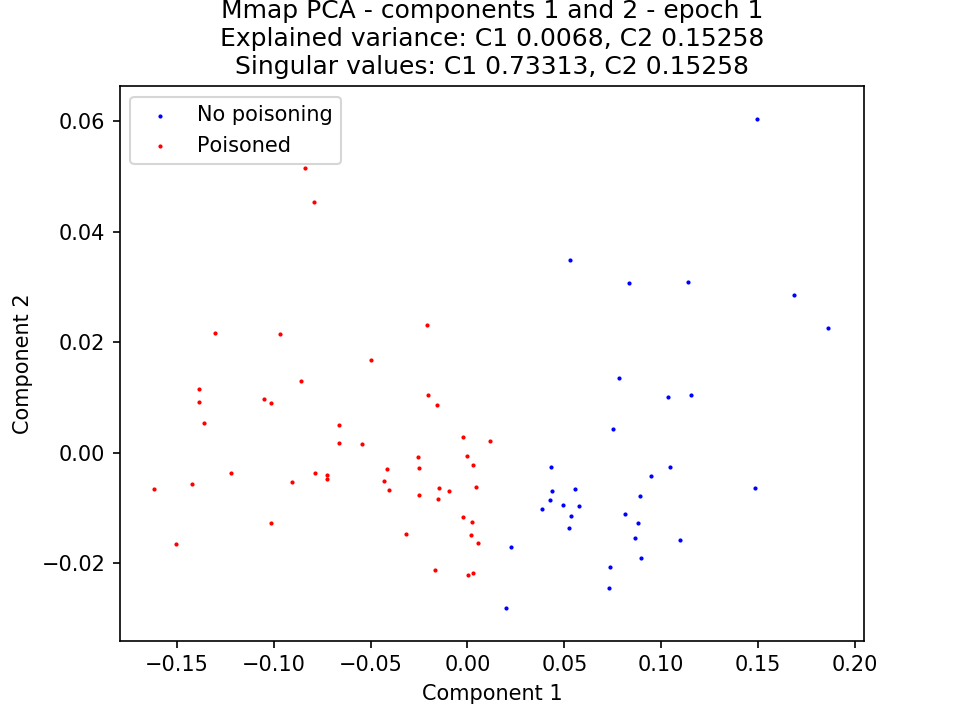 Mmap PCA - components 1 and 2 - epoch 1
Explained variance: C1 0.0068, C2 0.15258
Singular values: C1 0.73313, C2 0.15258
No poisoning
Poisoned
0.06
0.04
0.02
0.00
−0.02
Component 2
−0.15
−0.10
−0.05
0.00
0.05
0.10
0.15
0.20
Component 1